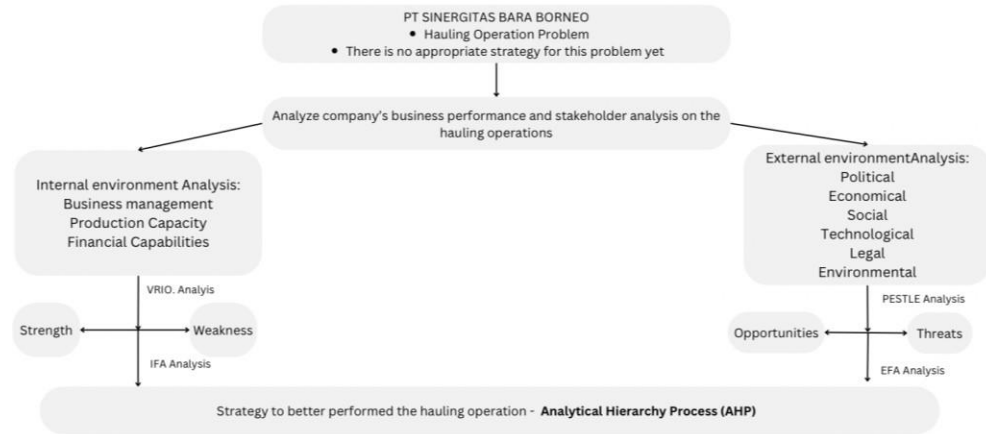 PT SINERGITAS BARA BORNEO
• Hauling Operation Problem
• There is no appropriate strategy for this problem yet
Analyze company's business performance and stakeholder analysis on the
hauling operations
Internal environment Analysis:
Business management
Production Capacity
Financial Capabilities
External environmentAnalysis:
Political
Economical
Social
Technological
Legal
Environmental
VRIO. Analyis
PESTLE Analysis
Strength
Weakness
Opportunities
Threats
IFA Analysis
EFA Analysis
Strategy to better performed the hauling operation - Analytical Hierarchy Process (AHP)